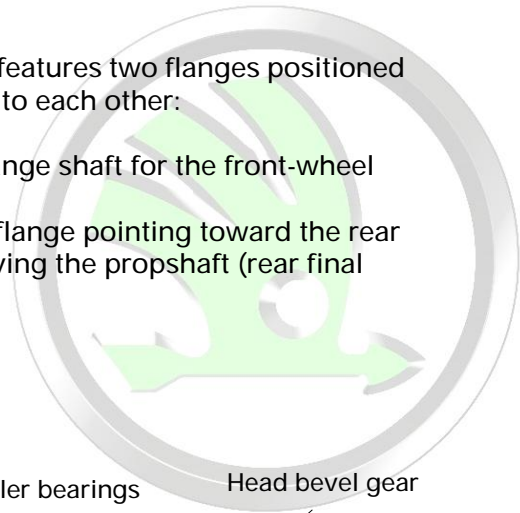 features two flanges positioned
to each other:
nge shaft for the front-wheel
flange pointing toward the rear
ving the propshaft (rear final
ler bearings
Head bevel gear